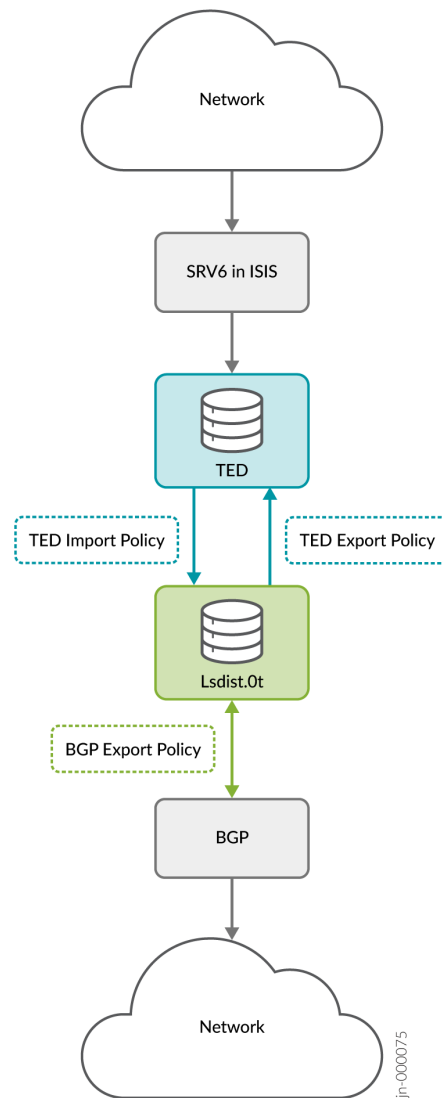 Network
SRV6 in ISIS
TED
TED Import Policy
TED Export Policy
Lsdist.0t
BGP Export Policy
BGP
Network
jn-000075